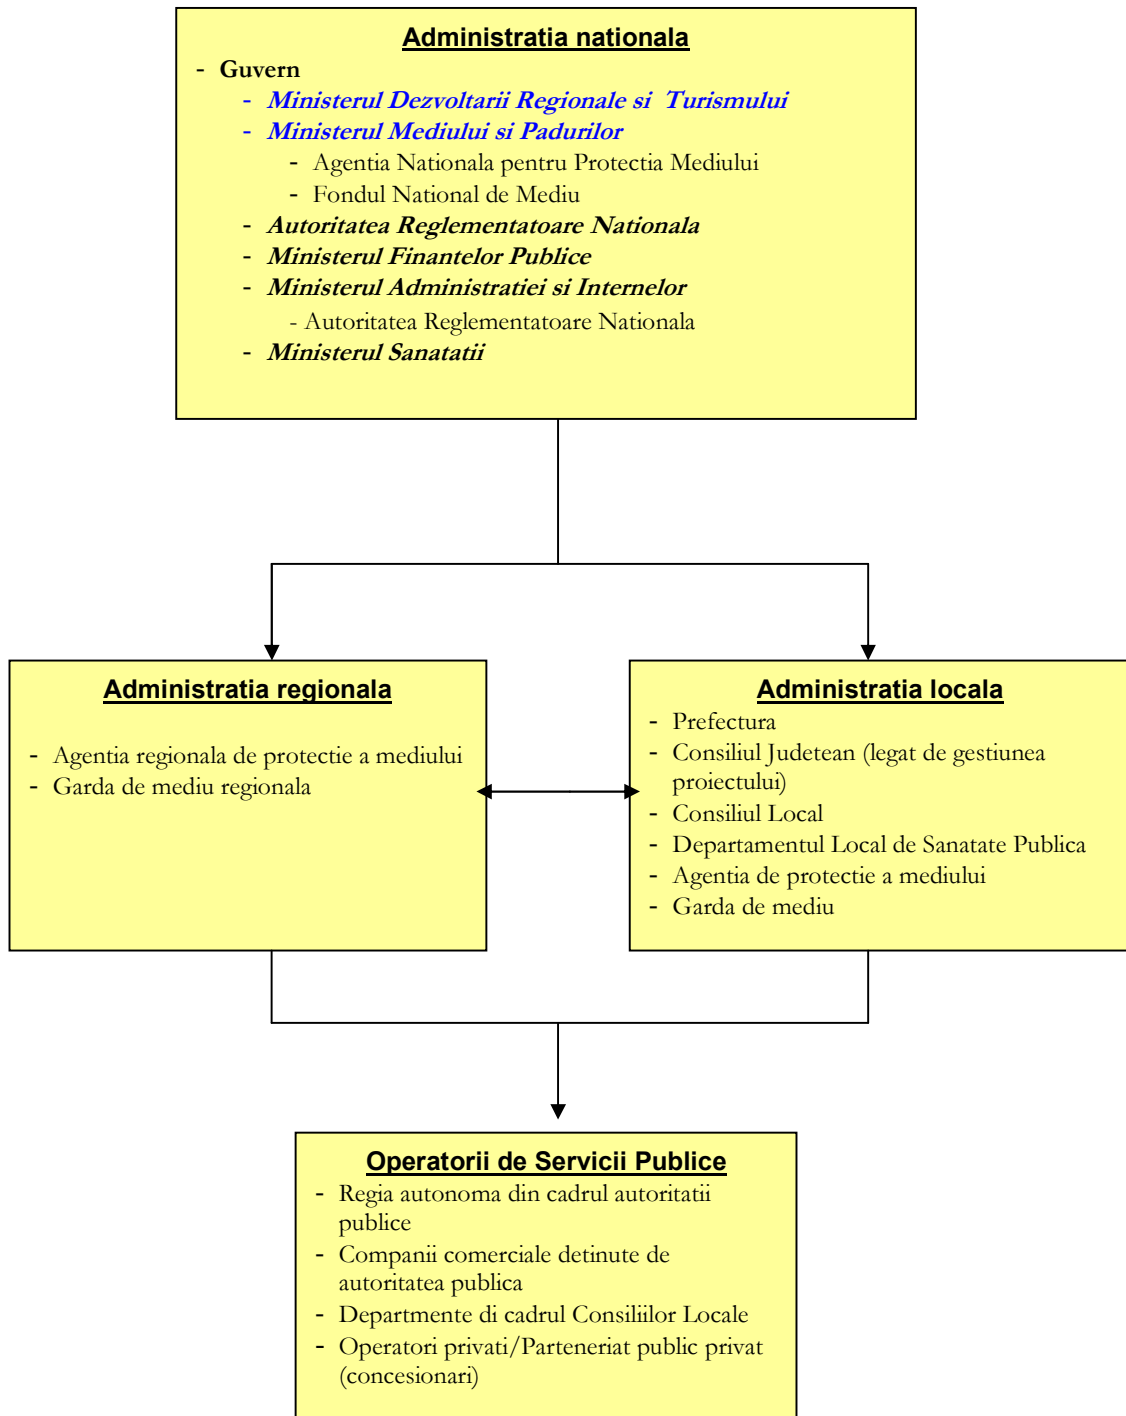 Administratia nationala
- Guvern
- Ministerul Dezvoltarii Regionale si Turismului
- Ministerul Mediului si Padurilor
- Agentia Nationala pentru Protectia Mediului
- Fondul National de Mediu
- Autoritatea Reglementatoare Nationala
- Ministerul Finantelor Publice
- Ministerul Administratiei si Internelor
- Autoritatea Reglementatoare Nationala
- Ministerul Sanatatii
Administratia regionala
- Agentia regionala de protectie a mediului
- Garda de mediu regionala
Administratia locala
- Prefectura
- Consiliul Judetean (legat de gestiunea
proiectului)
- Consiliul Local
- Departamentul Local de Sanatate Publica
- Agentia de protectie a mediului
- Garda de mediu
Operatorii de Servicii Publice
- Regia autonoma din cadrul autoritatii
publice
- Companii comerciale detinute de
autoritatea publica
- Departmente di cadrul Consiliilor Locale
- Operatori privati/Parteneriat public privat
(concesionari)